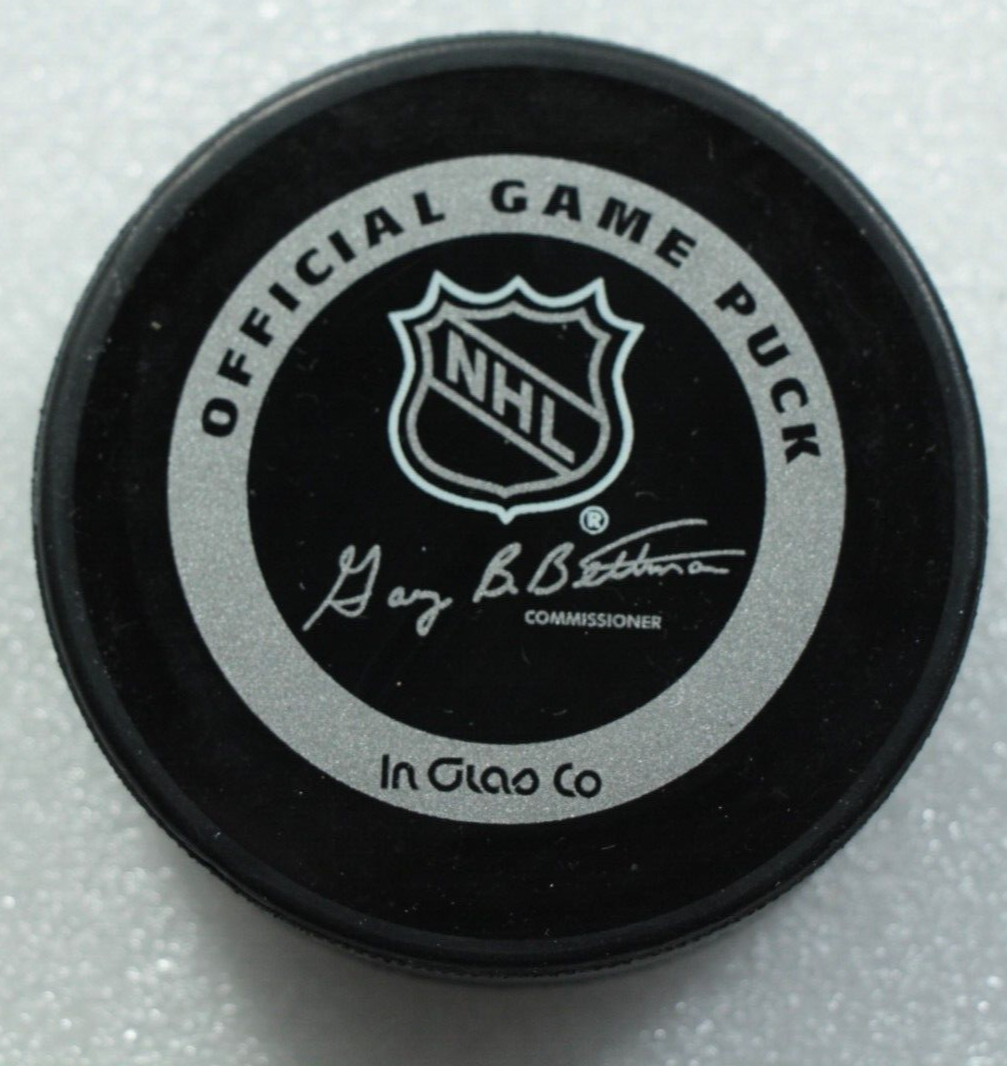 OFFICIAL GAME PUCK
NHL
®
Gary B. Bettman
COMMISSIONER
In Glas Co